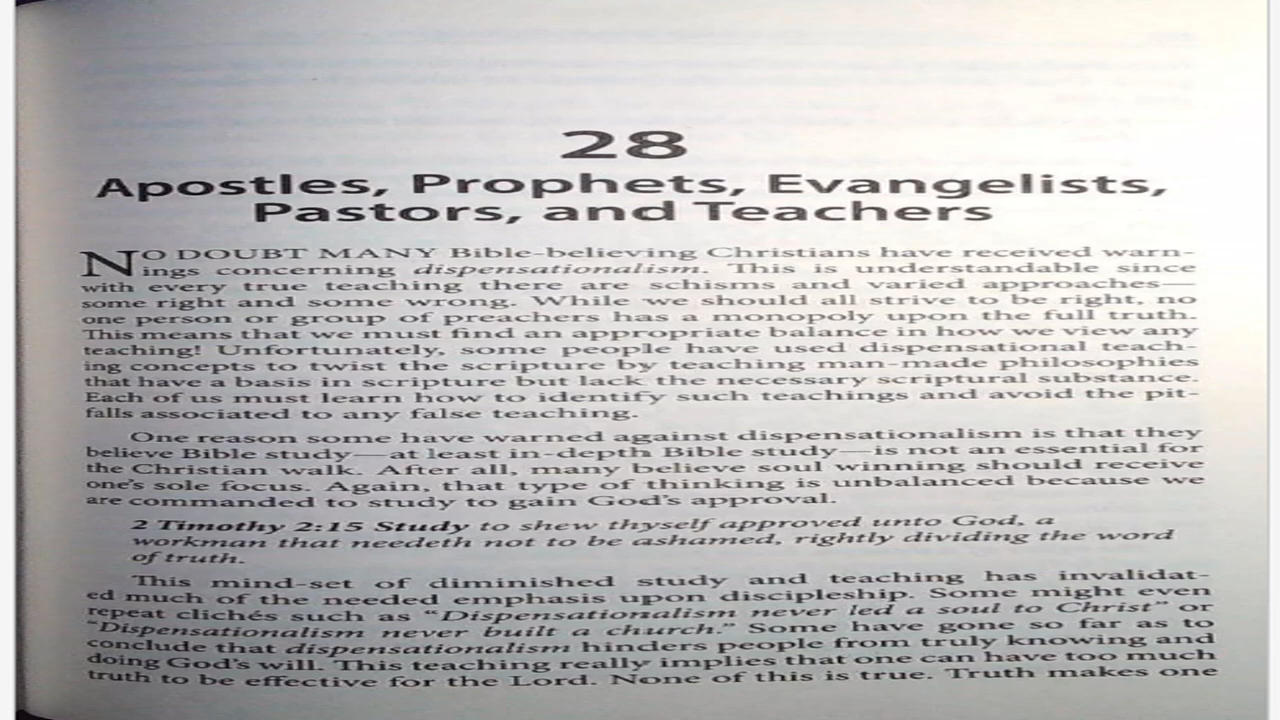 28
Apostles, Prophets, Evangelists,
Pastors, and Teachers
NO DOUBT MANY Bible-believing Christians have received warn-
ings concerning dispensationalism. This is understandable since
with every true teaching there are schisms and varied approaches—
some right and some wrong. While we should all strive to be right, no
one person or group of preachers has a monopoly upon the full truth.
This means that we must find an appropriate balance in how we view any
teaching! Unfortunately, some people have used dispensational teach-
ing concepts to twist the scripture by teaching man-made philosophies
that have a basis in scripture but lack the necessary scriptural substance.
Each of us must learn how to identify such teachings and avoid the pit-
falls associated to any false teaching.
One reason some have warned against dispensationalism is that they
believe Bible study—at least in-depth Bible study—is not an essential for
the Christian walk. After all, many believe soul winning should receive
one's sole focus. Again, that type of thinking is unbalanced because we
are commanded to study to gain God's approval.
2 Timothy 2:15 Study to shew thyself approved unto God, a
workman that needeth not to be ashamed, rightly dividing the word
of truth.
This mind-set of diminished study and teaching has invalidat-
ed much of the needed emphasis upon discipleship. Some might even
repeat clichés such as “Dispensationalism never led a soul to Christ” or
“Dispensationalism never built a church.” Some have gone so far as to
conclude that dispensationalism hinders people from truly knowing and
doing God's will. This teaching really implies that one can have too much
truth to be effective for the Lord. None of this is true. Truth makes one